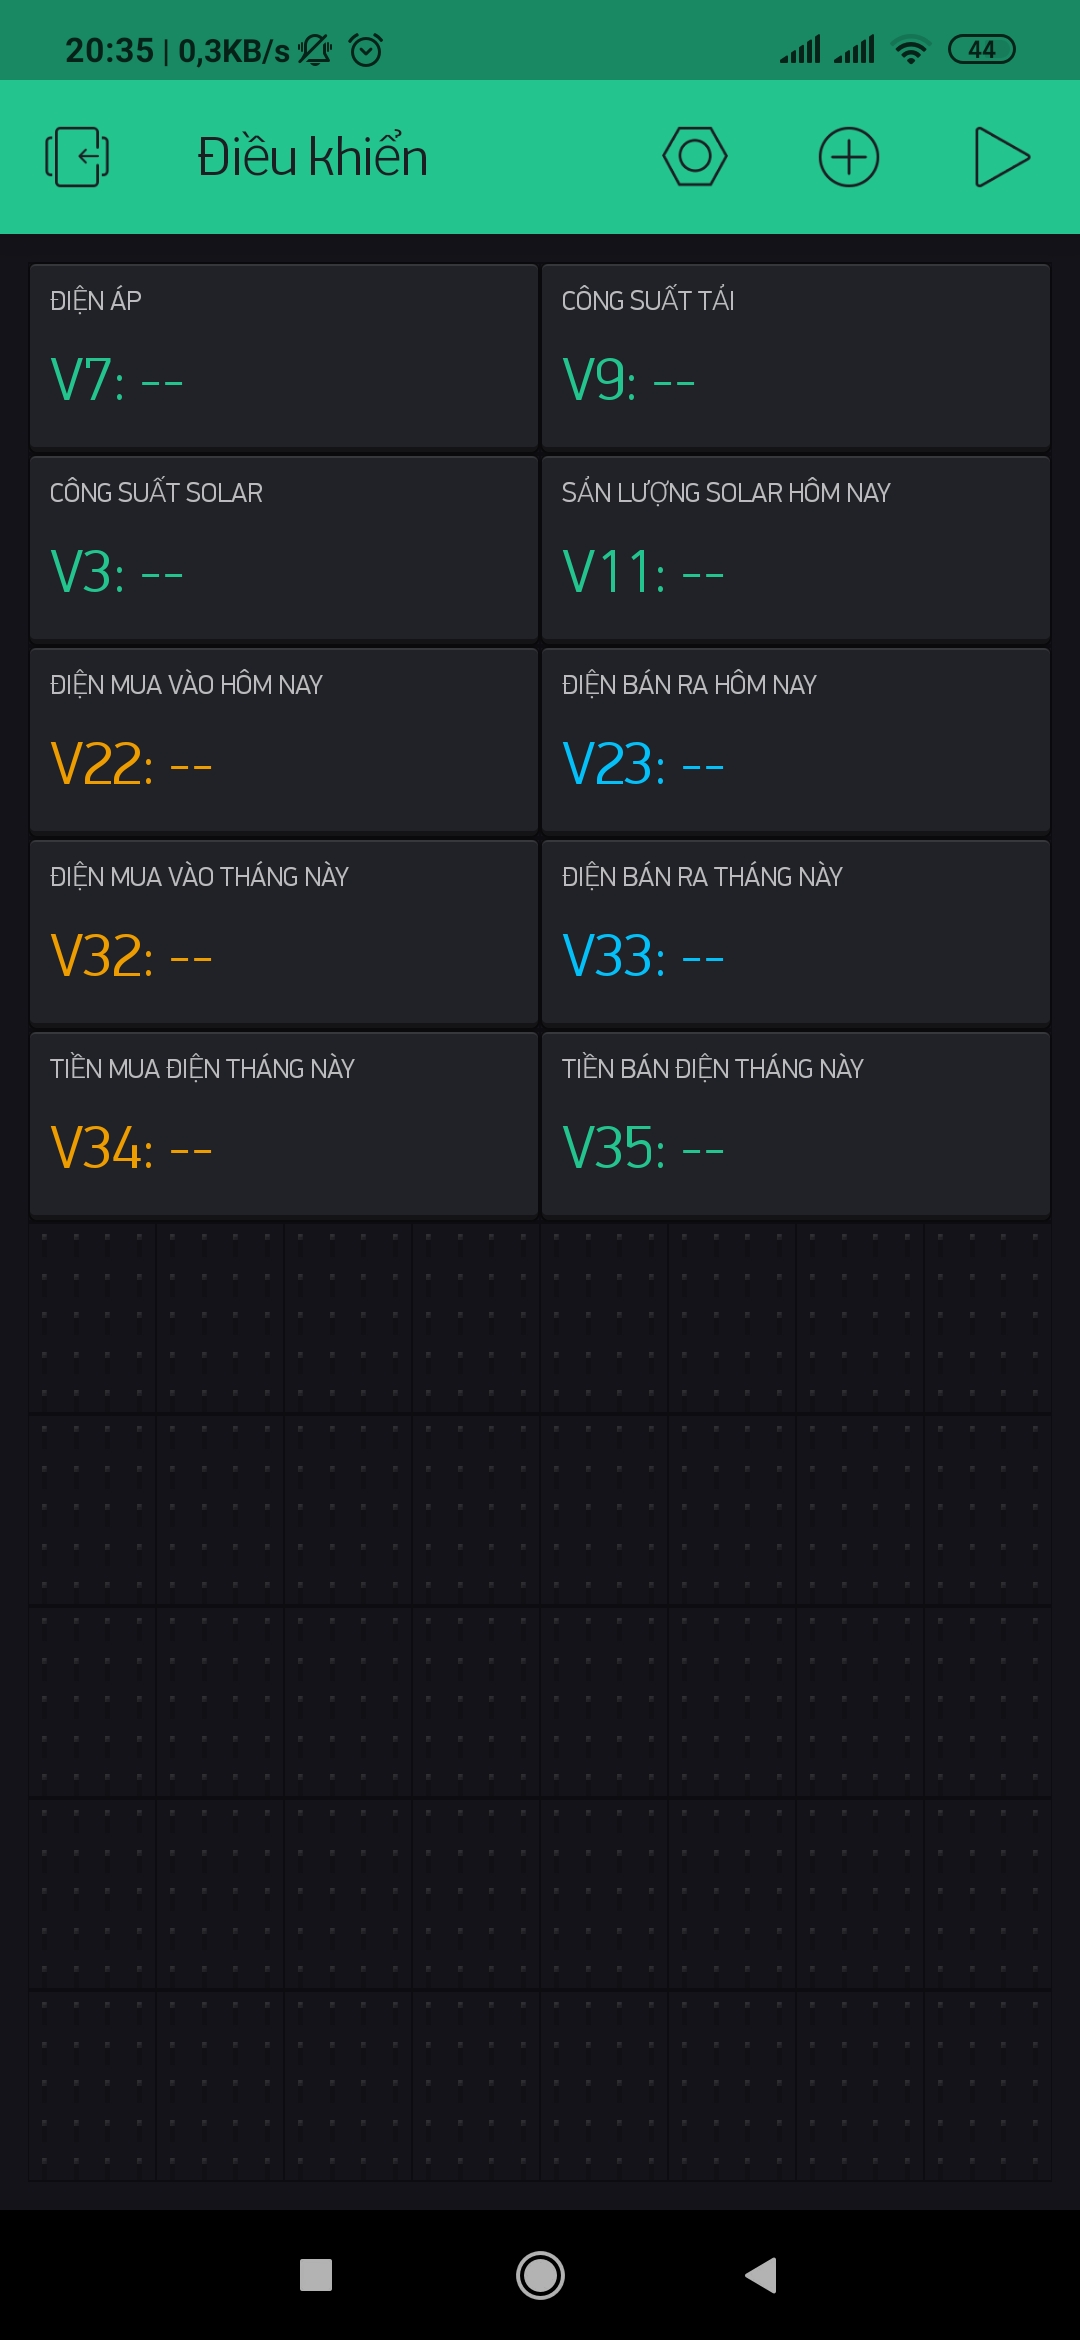 20:35 | 0,3KB/s
44
Điều khiển
ĐIỆN ÁP
V7: --
CÔNG SUẤT TẢI
V9: --
CÔNG SUẤT SOLAR
V3: --
SẢN LƯỢNG SOLAR HÔM NAY
V11: --
ĐIỆN MUA VÀO HÔM NAY
V22: --
ĐIỆN BÁN RA HÔM NAY
V23: --
ĐIỆN MUA VÀO THÁNG NÀY
V32: --
ĐIỆN BÁN RA THÁNG NÀY
V33: --
TIỀN MUA ĐIỆN THÁNG NÀY
V34: --
TIỀN BÁN ĐIỆN THÁNG NÀY
V35: --